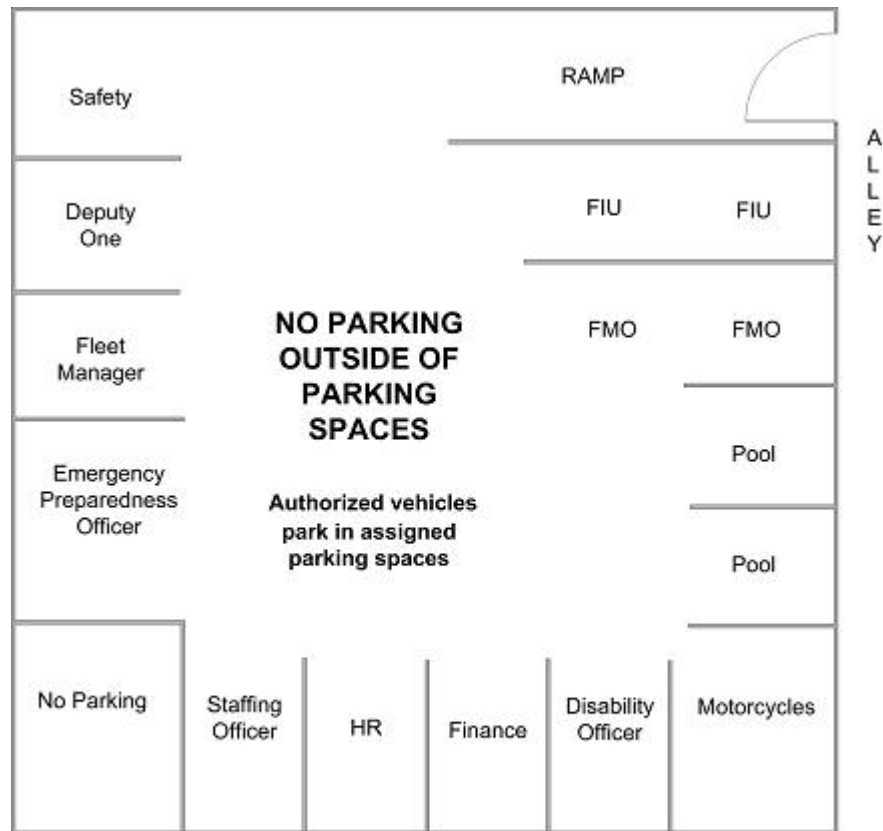 RAMP
Safety
A
L
L
E
Y
Deputy
One
FIU
FIU
NO PARKING
OUTSIDE OF
PARKING
SPACES
FMO
FMO
Fleet
Manager
Pool
Emergency
Preparedness
Officer
Authorized vehicles
park in assigned
parking spaces
Pool
No Parking
Staffing
Officer
HR
Finance
Disability
Officer
Motorcycles